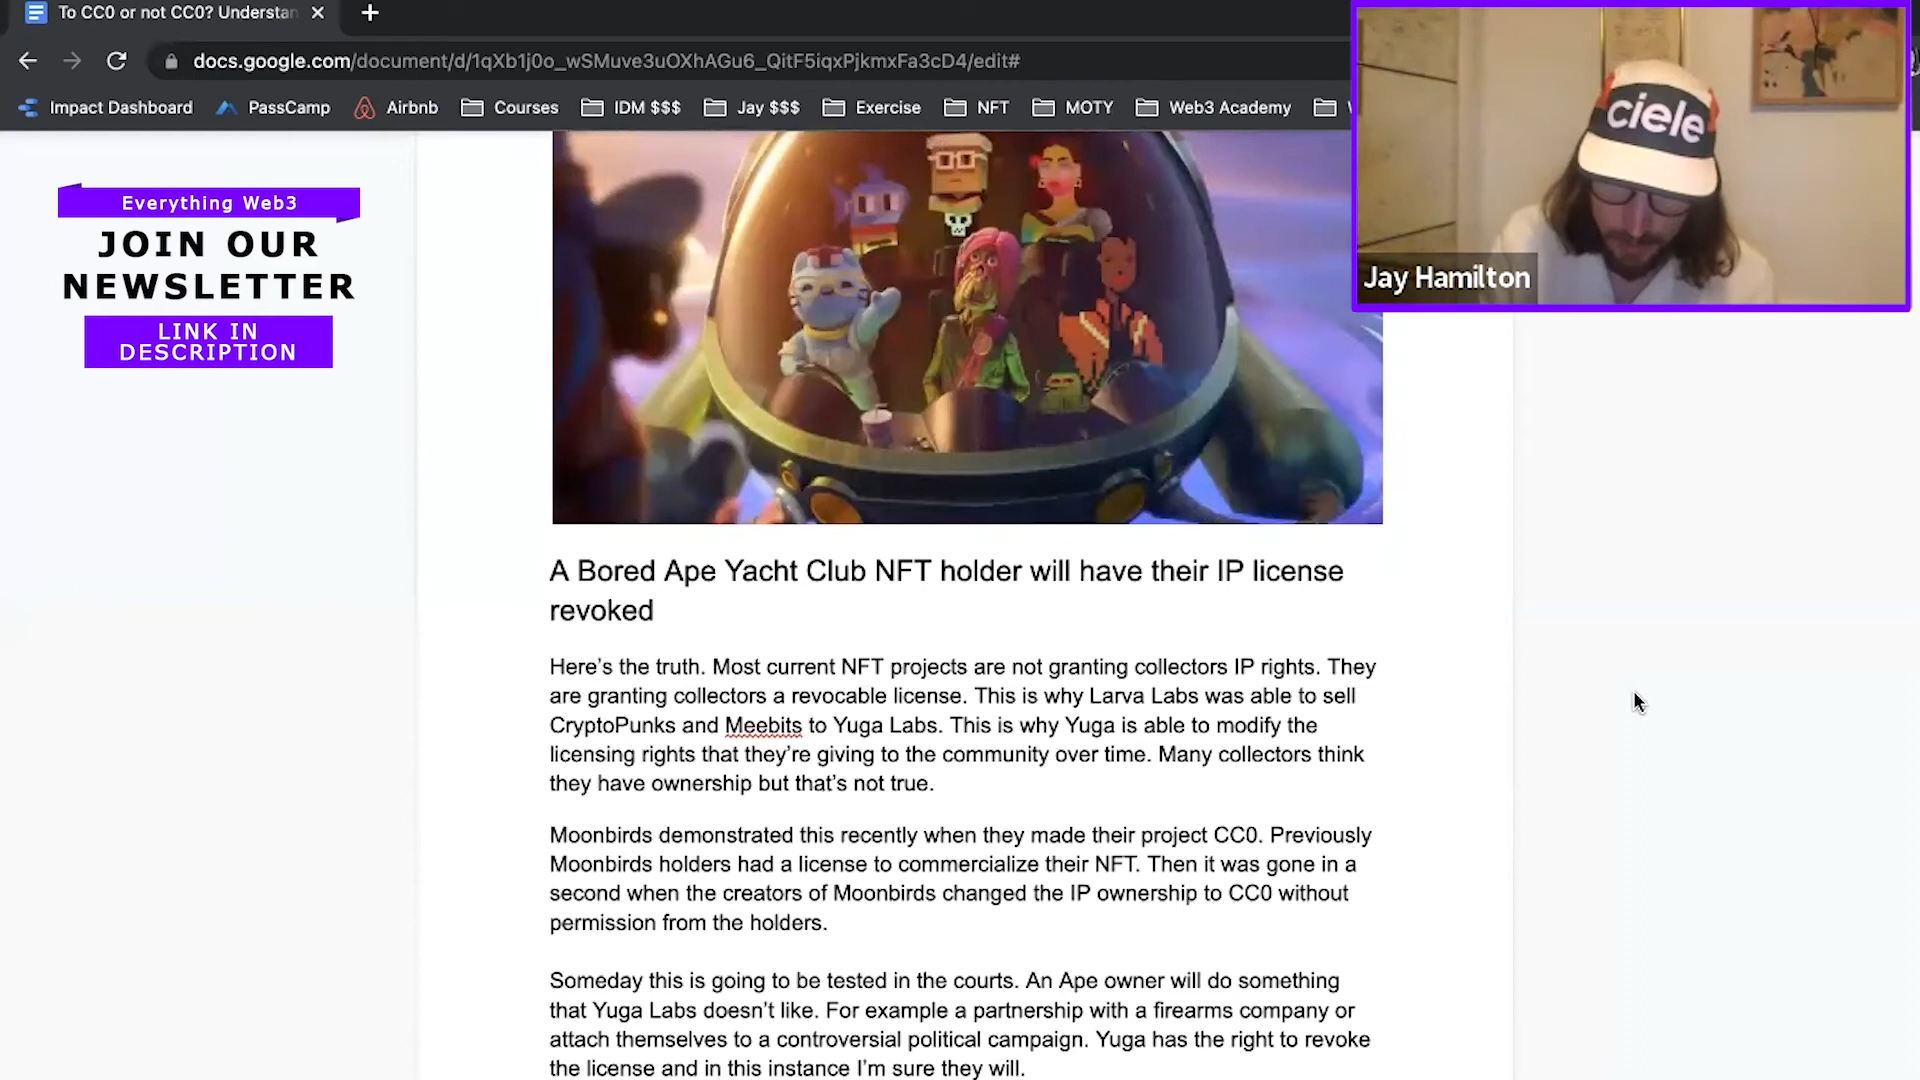 To CC0 or not CC0? Understan
docs.google.com/document/d/1qXb1j0o_wSMuve3uOXhAGu6_QitF5iqxPjkmxFa3cD4/edit#
Impact Dashboard PassCamp Airbnb Courses IDM $$$ Jay $$$ Exercise NFT MOTY Web3 Academy
ciele
Jay Hamilton
Everything Web3
JOIN OUR
NEWSLETTER
LINK IN
DESCRIPTION
A Bored Ape Yacht Club NFT holder will have their IP license
revoked
Here’s the truth. Most current NFT projects are not granting collectors IP rights. They
are granting collectors a revocable license. This is why Larva Labs was able to sell
CryptoPunks and Meebits to Yuga Labs. This is why Yuga is able to modify the
licensing rights that they’re giving to the community over time. Many collectors think
they have ownership but that’s not true.
Moonbirds demonstrated this recently when they made their project CC0. Previously
Moonbirds holders had a license to commercialize their NFT. Then it was gone in a
second when the creators of Moonbirds changed the IP ownership to CC0 without
permission from the holders.
Someday this is going to be tested in the courts. An Ape owner will do something
that Yuga Labs doesn’t like. For example a partnership with a firearms company or
attach themselves to a controversial political campaign. Yuga has the right to revoke
the license and in this instance I’m sure they will.